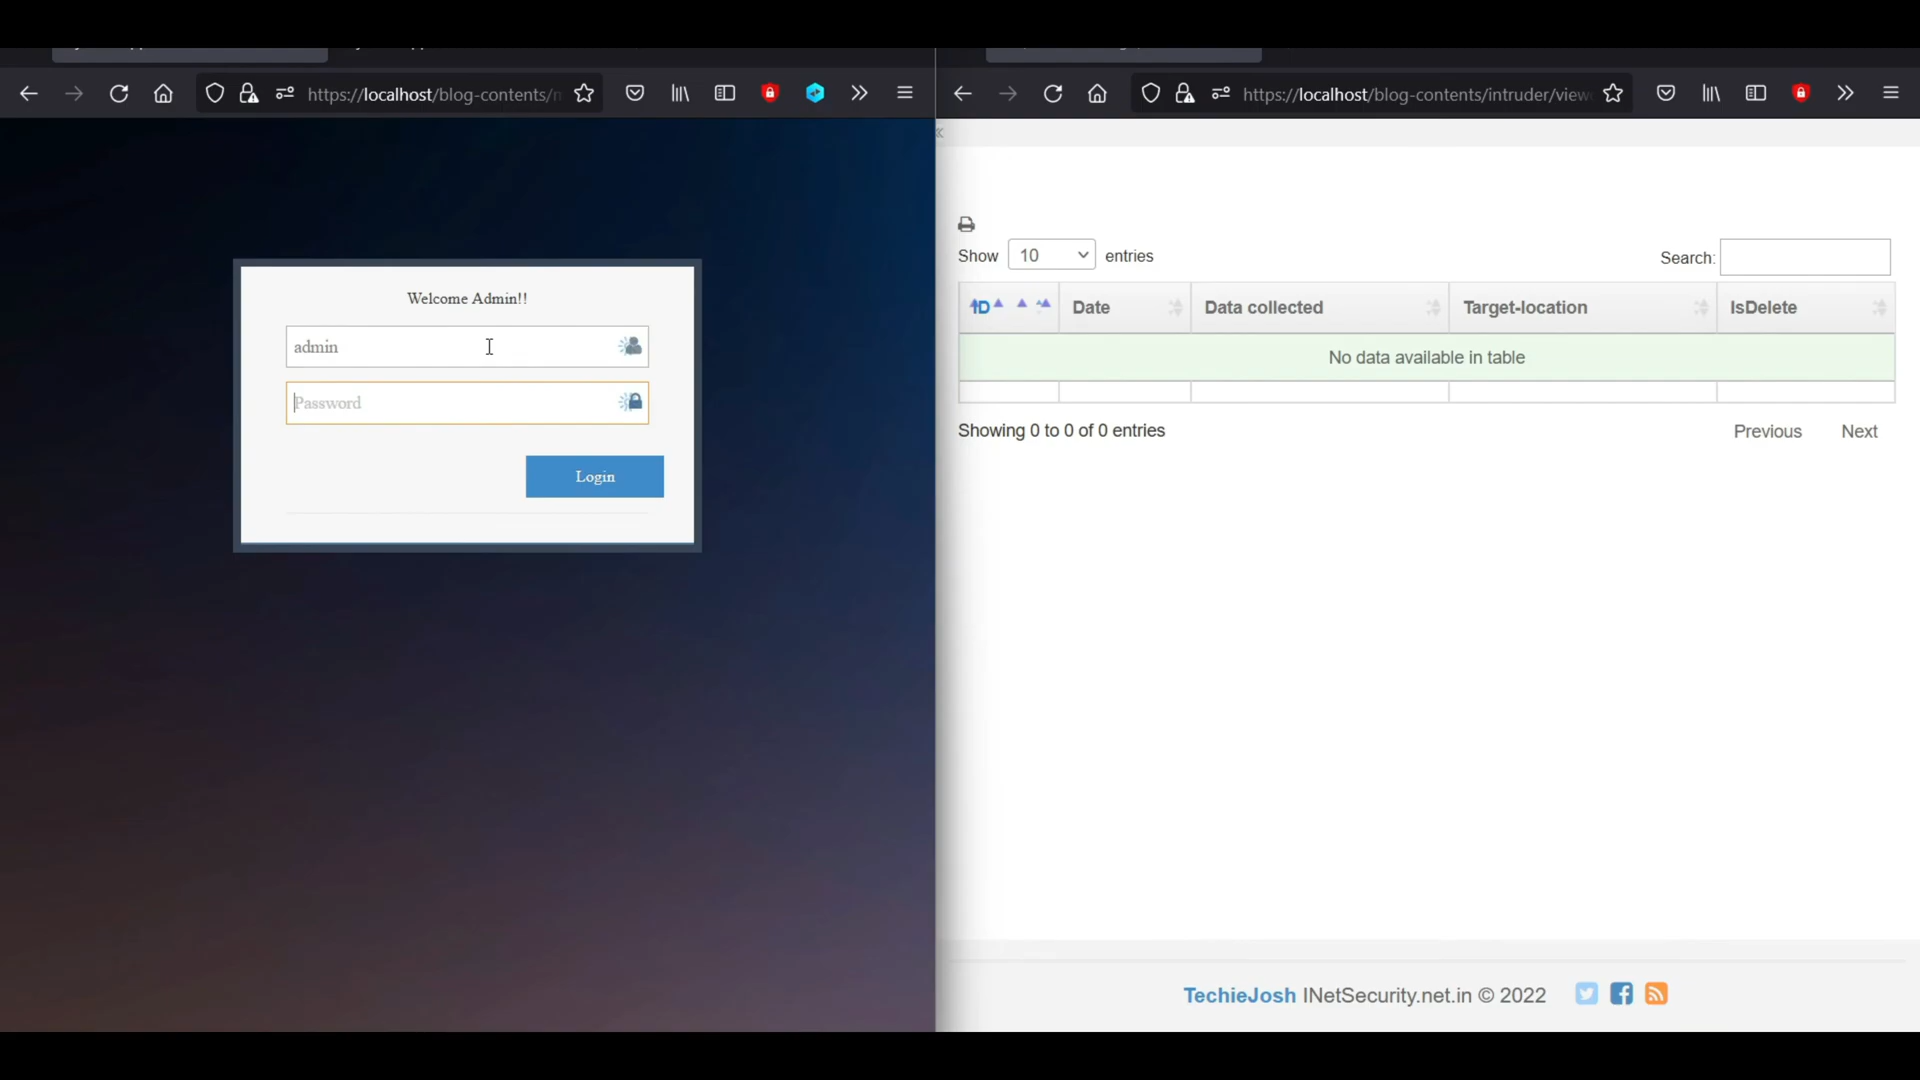 https://localhost/blog-contents/
Welcome Admin!!
admin
Password
Login
https://localhost/blog-contents/intruder/view
Show 10 entries
Search:
ID Date Data collected Target-location IsDelete
No data available in table
Showing 0 to 0 of 0 entries
Previous Next
TechieJosh INetSecurity.net.in © 2022